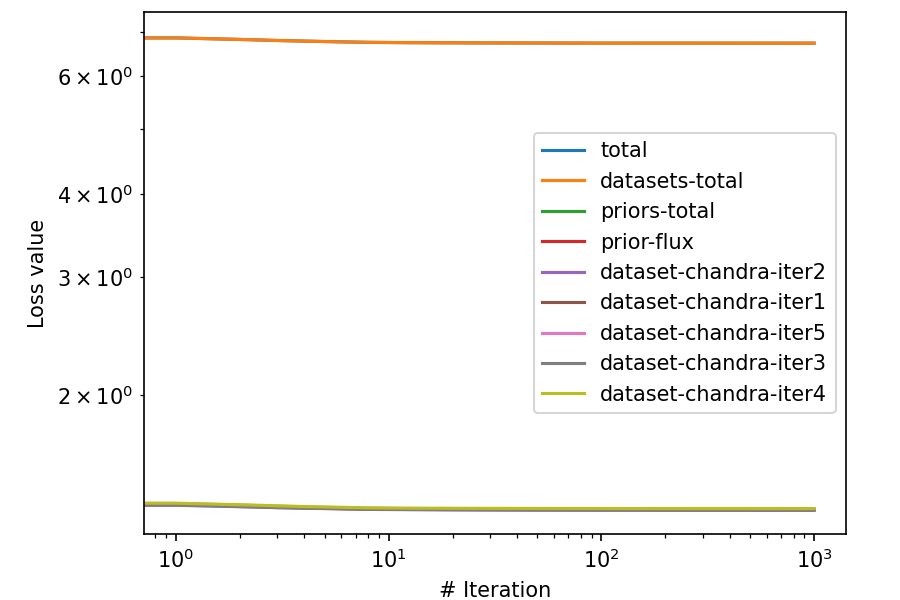 6 × 10⁰
4 × 10⁰
3 × 10⁰
2 × 10⁰
Loss value
10⁰ 10¹ 10² 10³
# Iteration
total
datasets-total
priors-total
prior-flux
dataset-chandra-iter2
dataset-chandra-iter1
dataset-chandra-iter5
dataset-chandra-iter3
dataset-chandra-iter4